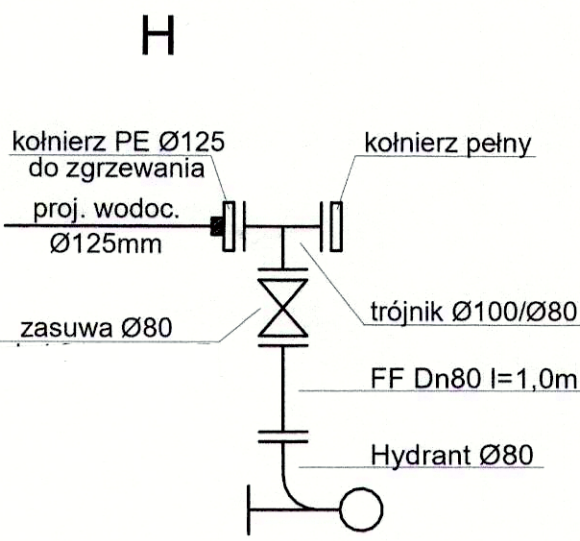 H
kołnierz PE Ø125
do zgrzewania
kołnierz pełny
proj. wodoc.
Ø125mm
trójnik Ø100/Ø80
zasuwa Ø80
FF Dn80 l=1,0m
Hydrant Ø80